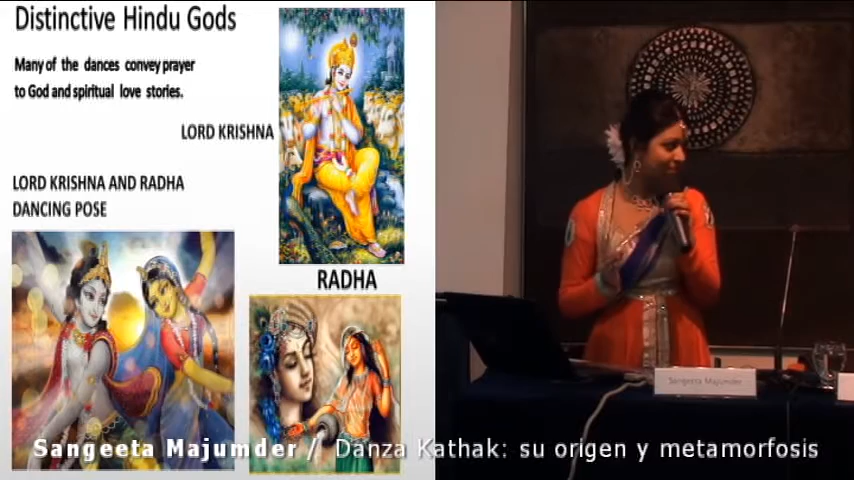 Distinctive Hindu Gods
Many of the dances convey prayer
to God and spiritual love stories.
LORD KRISHNA
LORD KRISHNA AND RADHA
DANCING POSE
RADHA
Sangeeta Majumder
Sangeeta Majumder / Danza Kathak: su origen y metamorfosis